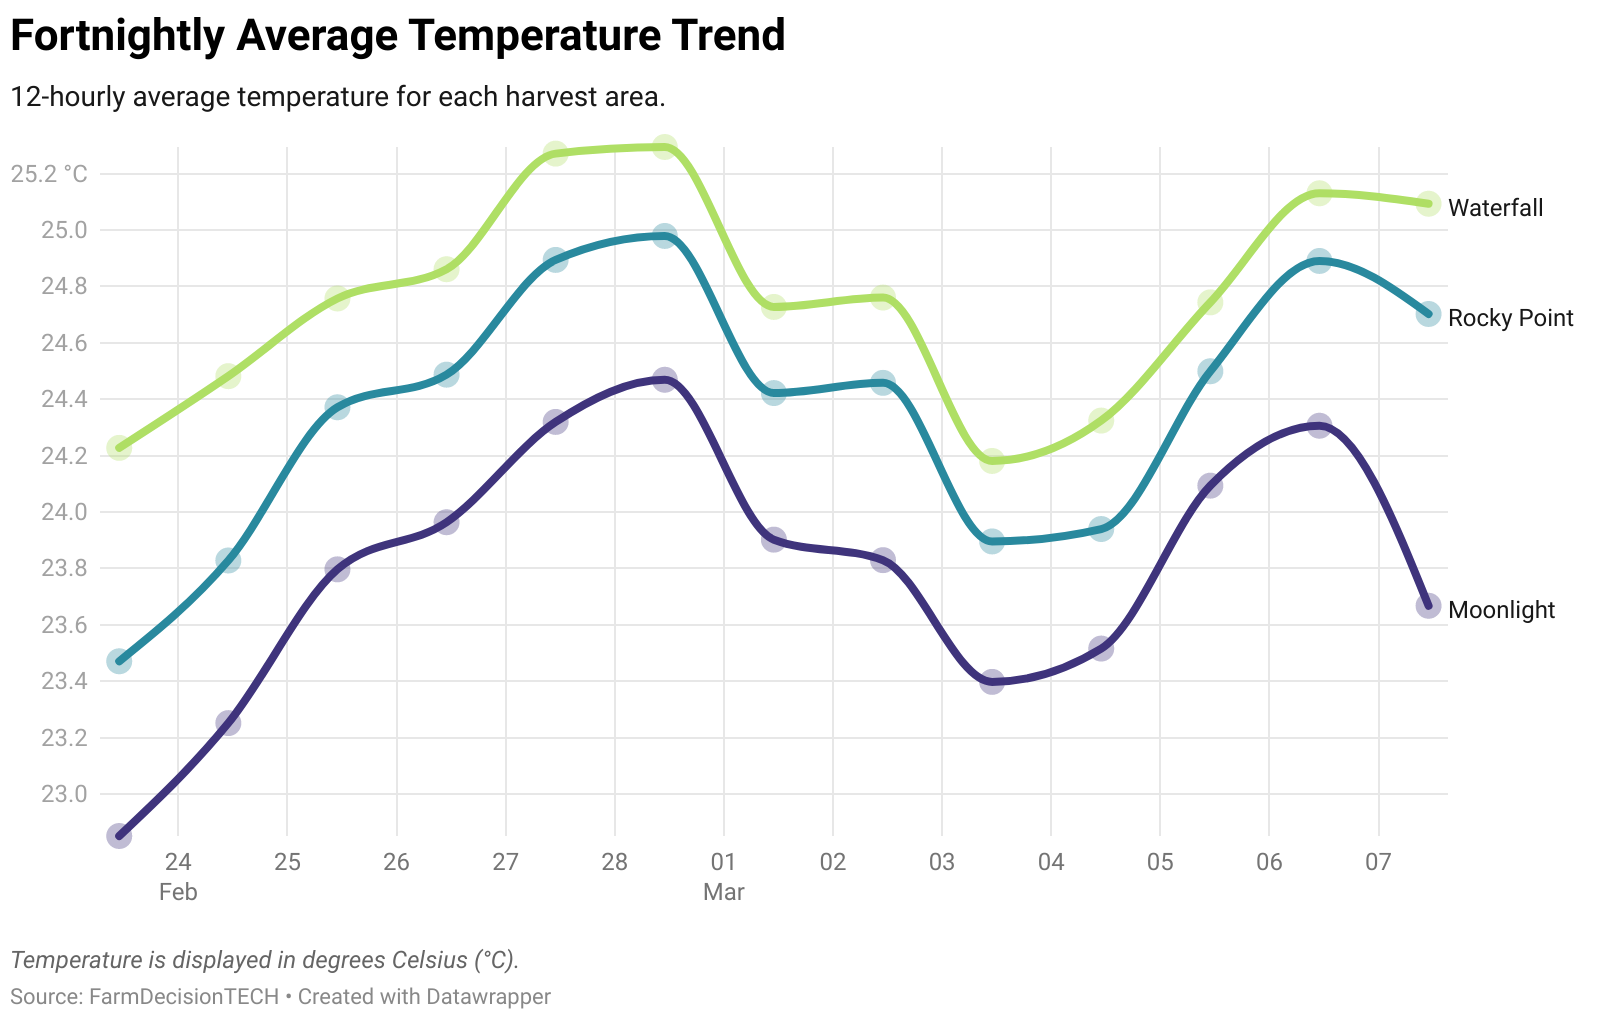 Fortnightly Average Temperature Trend
12-hourly average temperature for each harvest area.
25.2 °C
25.0
24.8
24.6
24.4
24.2
24.0
23.8
23.6
23.4
23.2
23.0
Waterfall
Rocky Point
Moonlight
24 25 26 27 28 01 02 03 04 05 06 07
Feb Mar
Temperature is displayed in degrees Celsius (°C).
Source: FarmDecisionTECH • Created with Datawrapper